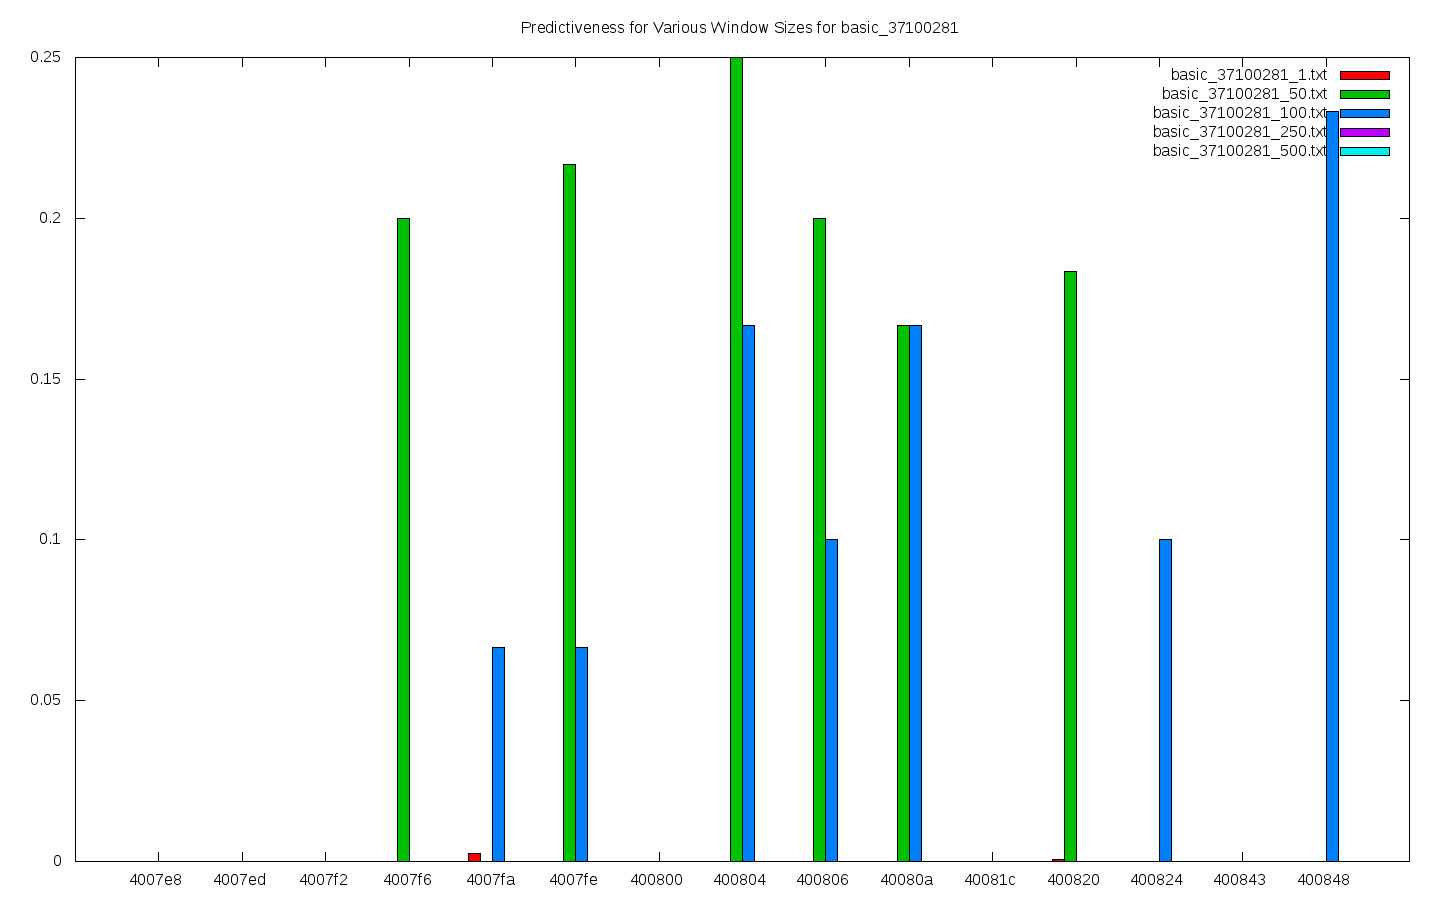 Predictiveness for Various Window Sizes for basic_37100281
0.25
0.2
0.15
0.1
0.05
0
basic_37100281_1.txt
basic_37100281_50.txt
basic_37100281_100.txt
basic_37100281_250.txt
basic_37100281_500.txt
4007e8 4007ed 4007f2 4007f6 4007fa 4007fe 400800 400804 400806 40080a 40081c 400820 400824 400843 400848